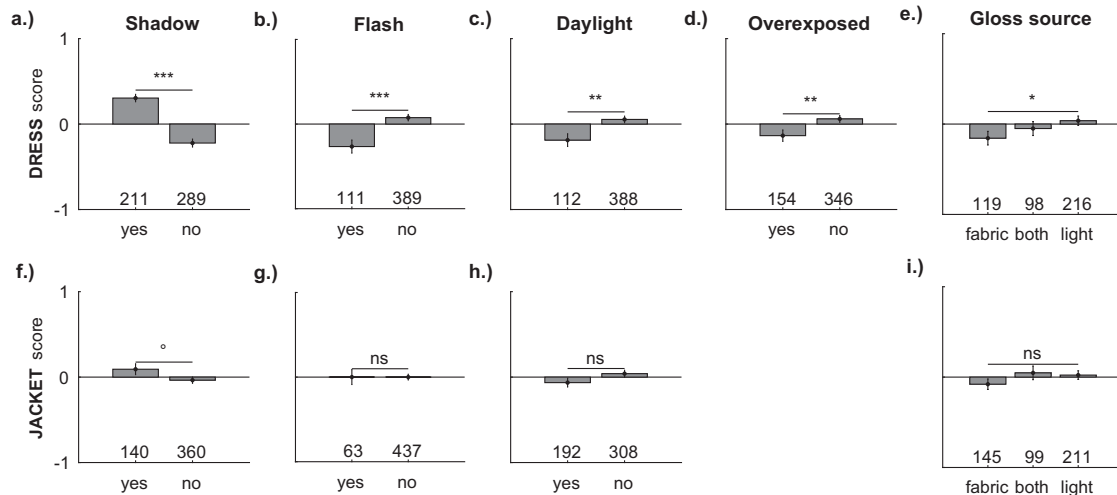 a.) Shadow b.) Flash c.) Daylight d.) Overexposed e.) Gloss source
1
*** *** ** ** *
DRESS score
0
211 289 111 389 112 388 154 346 119 98 216
-1
yes no yes no yes no yes no fabric both light
f.) g.) h.) i.)
1
° ns ns ns
JACKET score
0
140 360 63 437 192 308 145 99 211
-1
yes no yes no yes no fabric both light